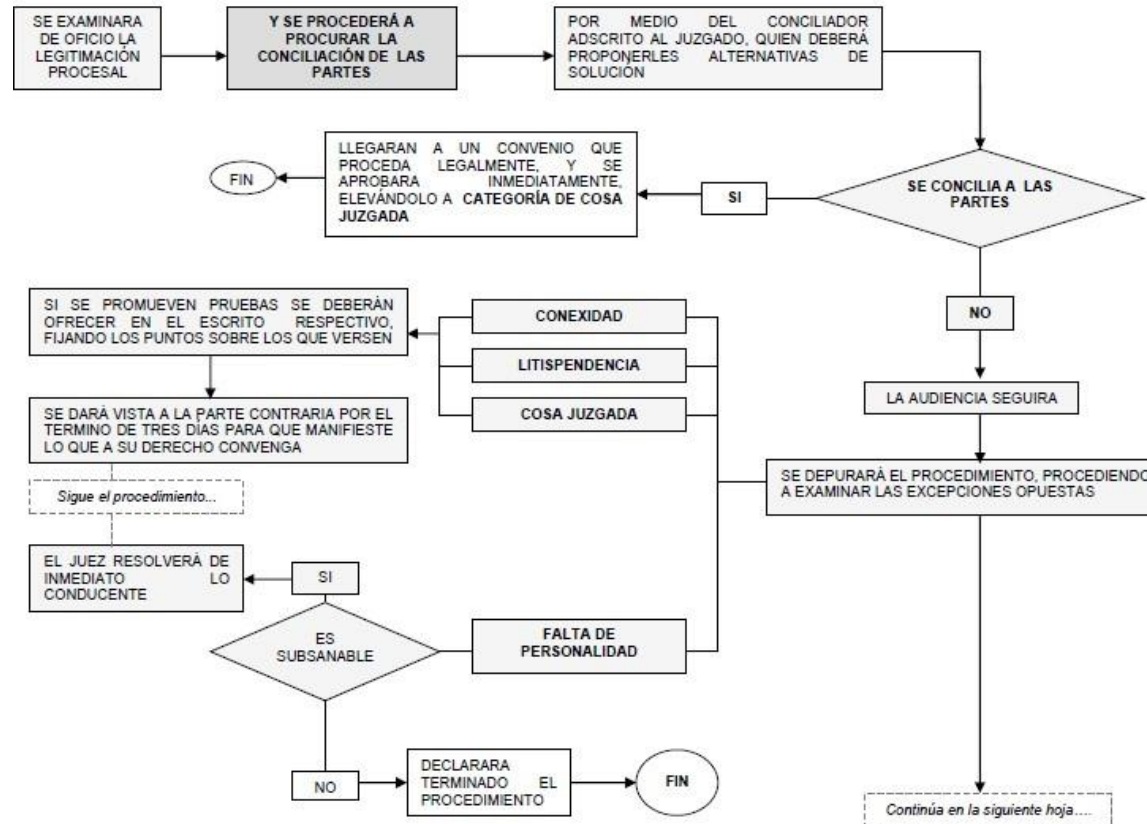 SE EXAMINARA
DE OFICIO LA
LEGITIMACIÓN
PROCESAL
Y SE PROCEDERÁ A
PROCURAR LA
CONCILIACIÓN DE LAS
PARTES
POR MEDIO DEL CONCILIADOR
ADSCRITO AL JUZGADO, QUIEN DEBERÁ
PROPONERLES ALTERNATIVAS DE
SOLUCIÓN
SE CONCILIA A LAS
PARTES
SI
LLEGARAN A UN CONVENIO QUE
PROCEDA LEGALMENTE, Y SE
APROBARA INMEDIATAMENTE,
ELEVÁNDOLO A CATEGORÍA DE COSA
JUZGADA
FIN
NO
LA AUDIENCIA SEGUIRA
SE DEPURARÁ EL PROCEDIMIENTO, PROCEDIENDO
A EXAMINAR LAS EXCEPCIONES OPUESTAS
CONEXIDAD
LITISPENDENCIA
COSA JUZGADA
SI SE PROMUEVEN PRUEBAS SE DEBERÁN
OFRECER EN EL ESCRITO RESPECTIVO,
FIJANDO LOS PUNTOS SOBRE LOS QUE VERSEN
SE DARÁ VISTA A LA PARTE CONTRARIA POR EL
TERMINO DE TRES DÍAS PARA QUE MANIFIESTE
LO QUE A SU DERECHO CONVENGA
Sigue el procedimiento...
EL JUEZ RESOLVERÁ DE
INMEDIATO LO
CONDUCENTE
SI
ES
SUBSANABLE
FALTA DE
PERSONALIDAD
NO
DECLARARA
TERMINADO EL
PROCEDIMIENTO
FIN
Continúa en la siguiente hoja....